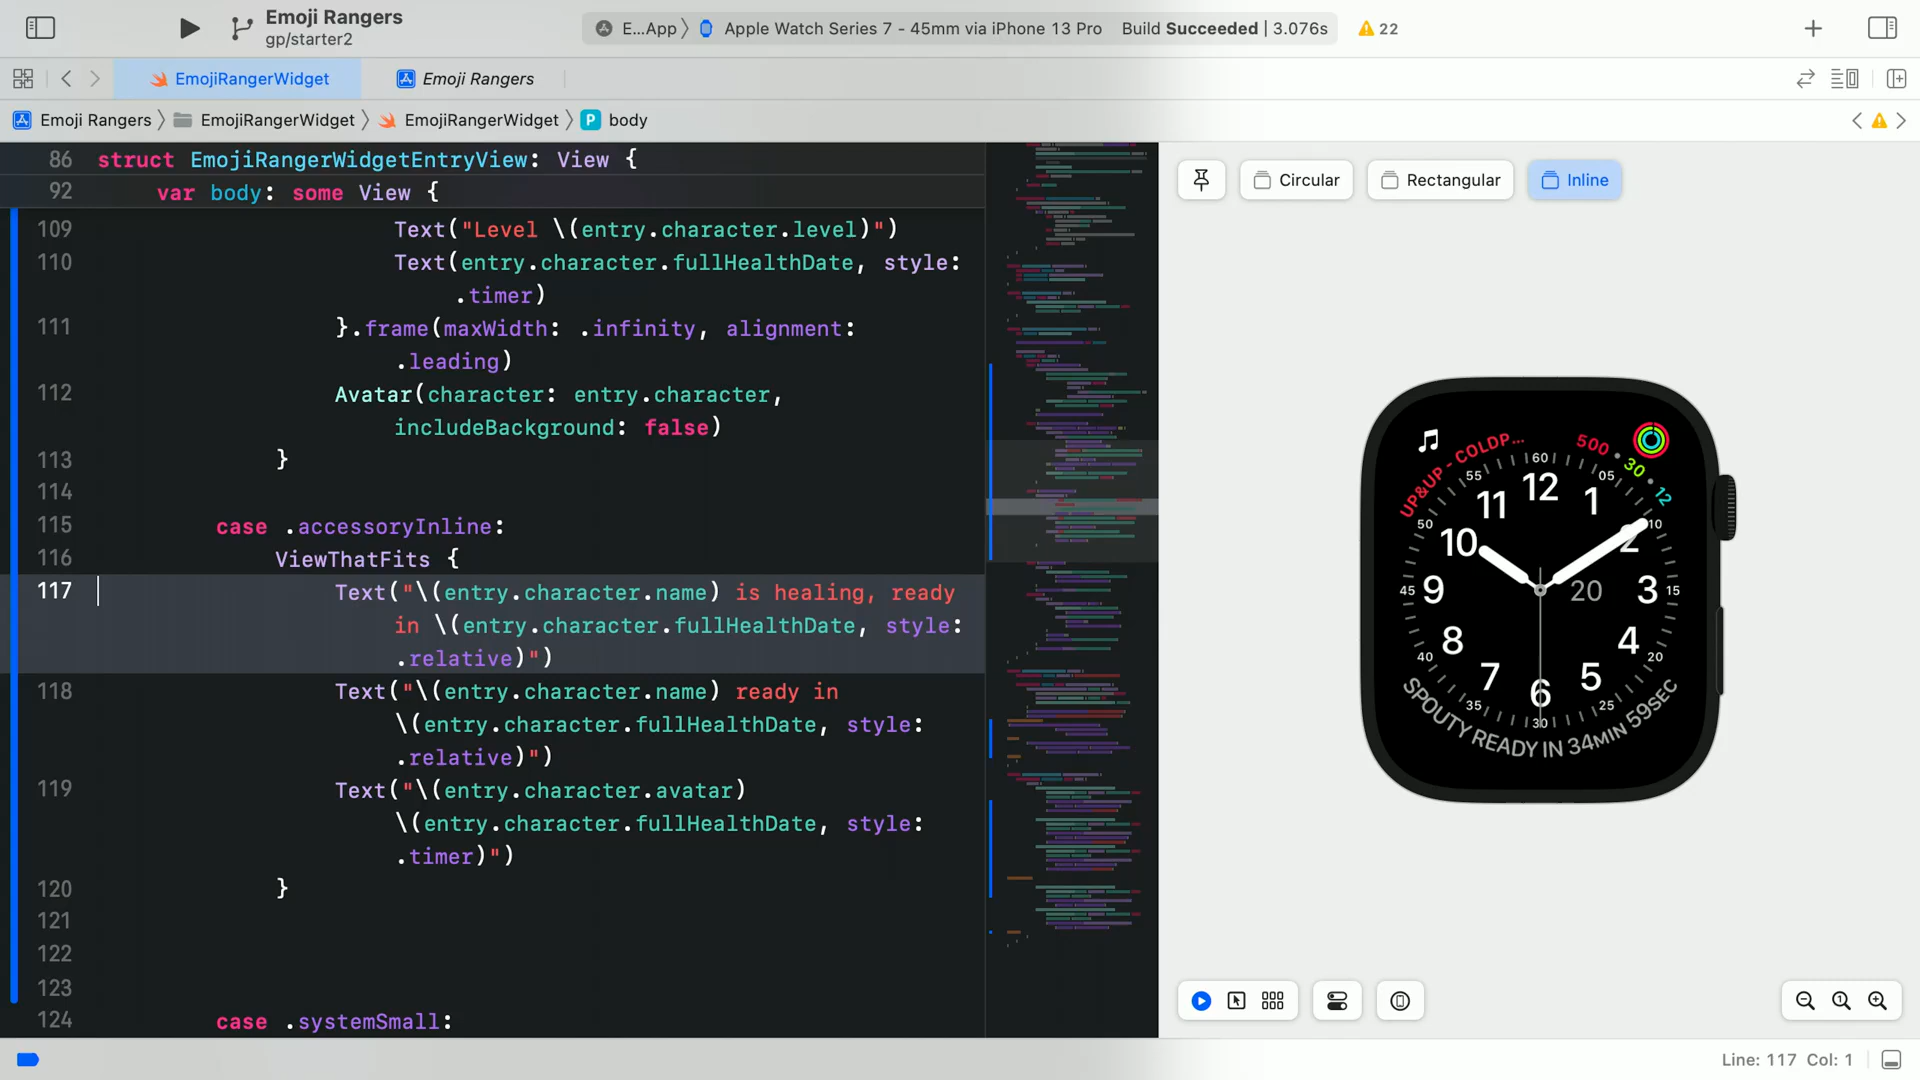 Emoji Rangers
gp/starter2
E...App
Apple Watch Series 7 - 45mm via iPhone 13 Pro
Build Succeeded | 3.076s
22
EmojiRangerWidget
Emoji Rangers
Emoji Rangers
EmojiRangerWidget
EmojiRangerWidget
P body
86 struct EmojiRangerWidgetEntryView: View {
92 var body: some View {
109 Text("Level \(entry.character.level)")
110 Text(entry.character.fullHealthDate, style:
.timer)
111 }.frame(maxWidth: .infinity, alignment:
.leading)
112 Avatar(character: entry.character,
includeBackground: false)
113 }
114
115 case .accessoryInline:
116 ViewThatFits {
117 Text("\(entry.character.name) is healing, ready
in \(entry.character.fullHealthDate, style:
.relative)")
118 Text("\(entry.character.name) ready in
\(entry.character.fullHealthDate, style:
.relative)")
119 Text("\(entry.character.avatar)
\(entry.character.fullHealthDate, style:
.timer)")
120 }
121
122
123
124 case .systemSmall:
Circular
Rectangular
Inline
UP&UP - COLDP...
500 • 30 • 12
60 05 10 15 20 25 30 35 40 45 50 55
12 1 2 3 4 5 6 7 8 9 10 11
20
SPOUTY READY IN 34MIN 59SEC
Line: 117 Col: 1